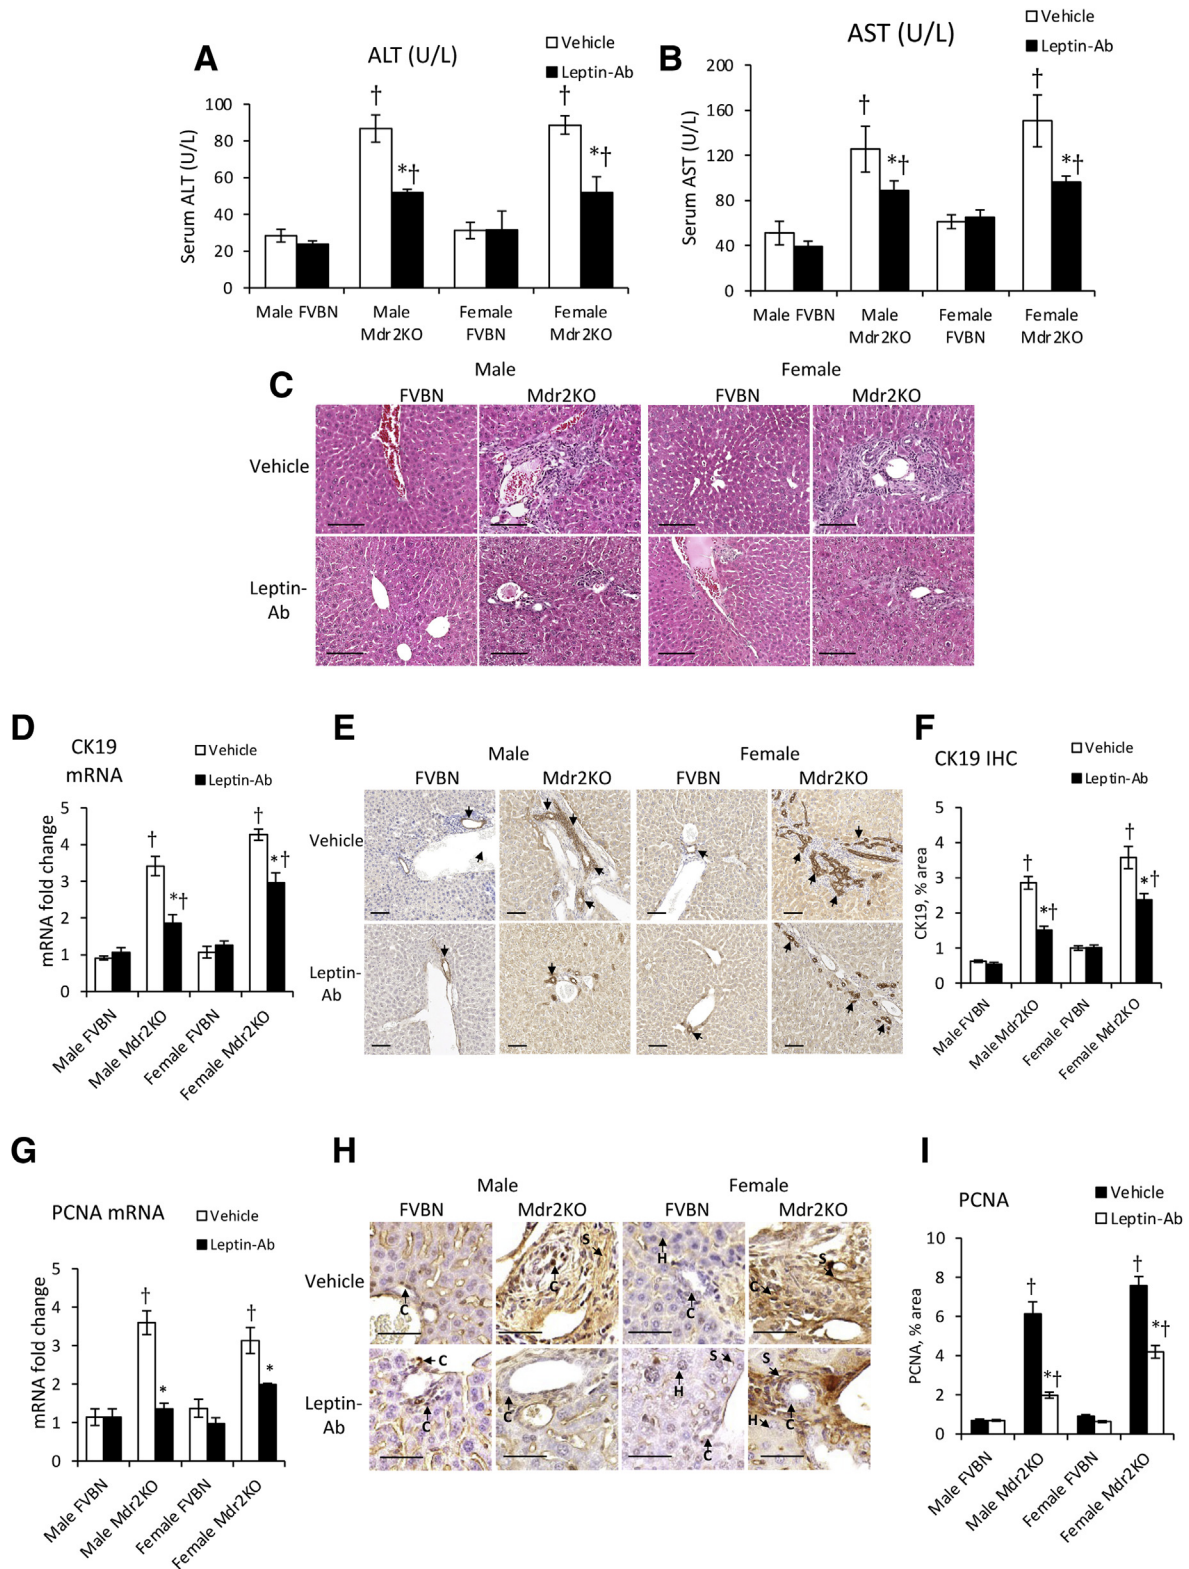 A
ALT (U/L)
Vehicle
Leptin-Ab
Serum ALT (U/L)
100
80
60
40
20
0
†
*†
†
*†
Male FVBN
Male Mdr2KO
Female FVBN
Female Mdr2KO
B
AST (U/L)
Vehicle
Leptin-Ab
Serum AST (U/L)
200
160
120
80
40
0
†
*†
†
*†
Male FVBN
Male Mdr2KO
Female FVBN
Female Mdr2KO
C
Male
Female
FVBN
Mdr2KO
FVBN
Mdr2KO
Vehicle
Leptin-
Ab
D
CK19
mRNA
Vehicle
Leptin-Ab
mRNA fold change
5
4
3
2
1
0
†
*†
†
*†
Male FVBN
Male Mdr2KO
Female FVBN
Female Mdr2KO
E
Male
Female
FVBN
Mdr2KO
FVBN
Mdr2KO
Vehicle
Leptin-
Ab
F
CK19 IHC
Vehicle
Leptin-Ab
CK19, % area
5
4
3
2
1
0
†
*†
†
*†
Male FVBN
Male Mdr2KO
Female FVBN
Female Mdr2KO
G
PCNA mRNA
Vehicle
Leptin-Ab
mRNA fold change
5
4
3
2
1
0
†
*
†
*
Male FVBN
Male Mdr2KO
Female FVBN
Female Mdr2KO
H
Male
Female
FVBN
Mdr2KO
FVBN
Mdr2KO
Vehicle
C
S
C
H
C
S
C
Leptin-
Ab
C
C
C
S
H
C
S
C
H
I
PCNA
Vehicle
Leptin-Ab
PCNA, % area
10
8
6
4
2
0
†
*†
†
*†
Male FVBN
Male Mdr2KO
Female FVBN
Female Mdr2KO